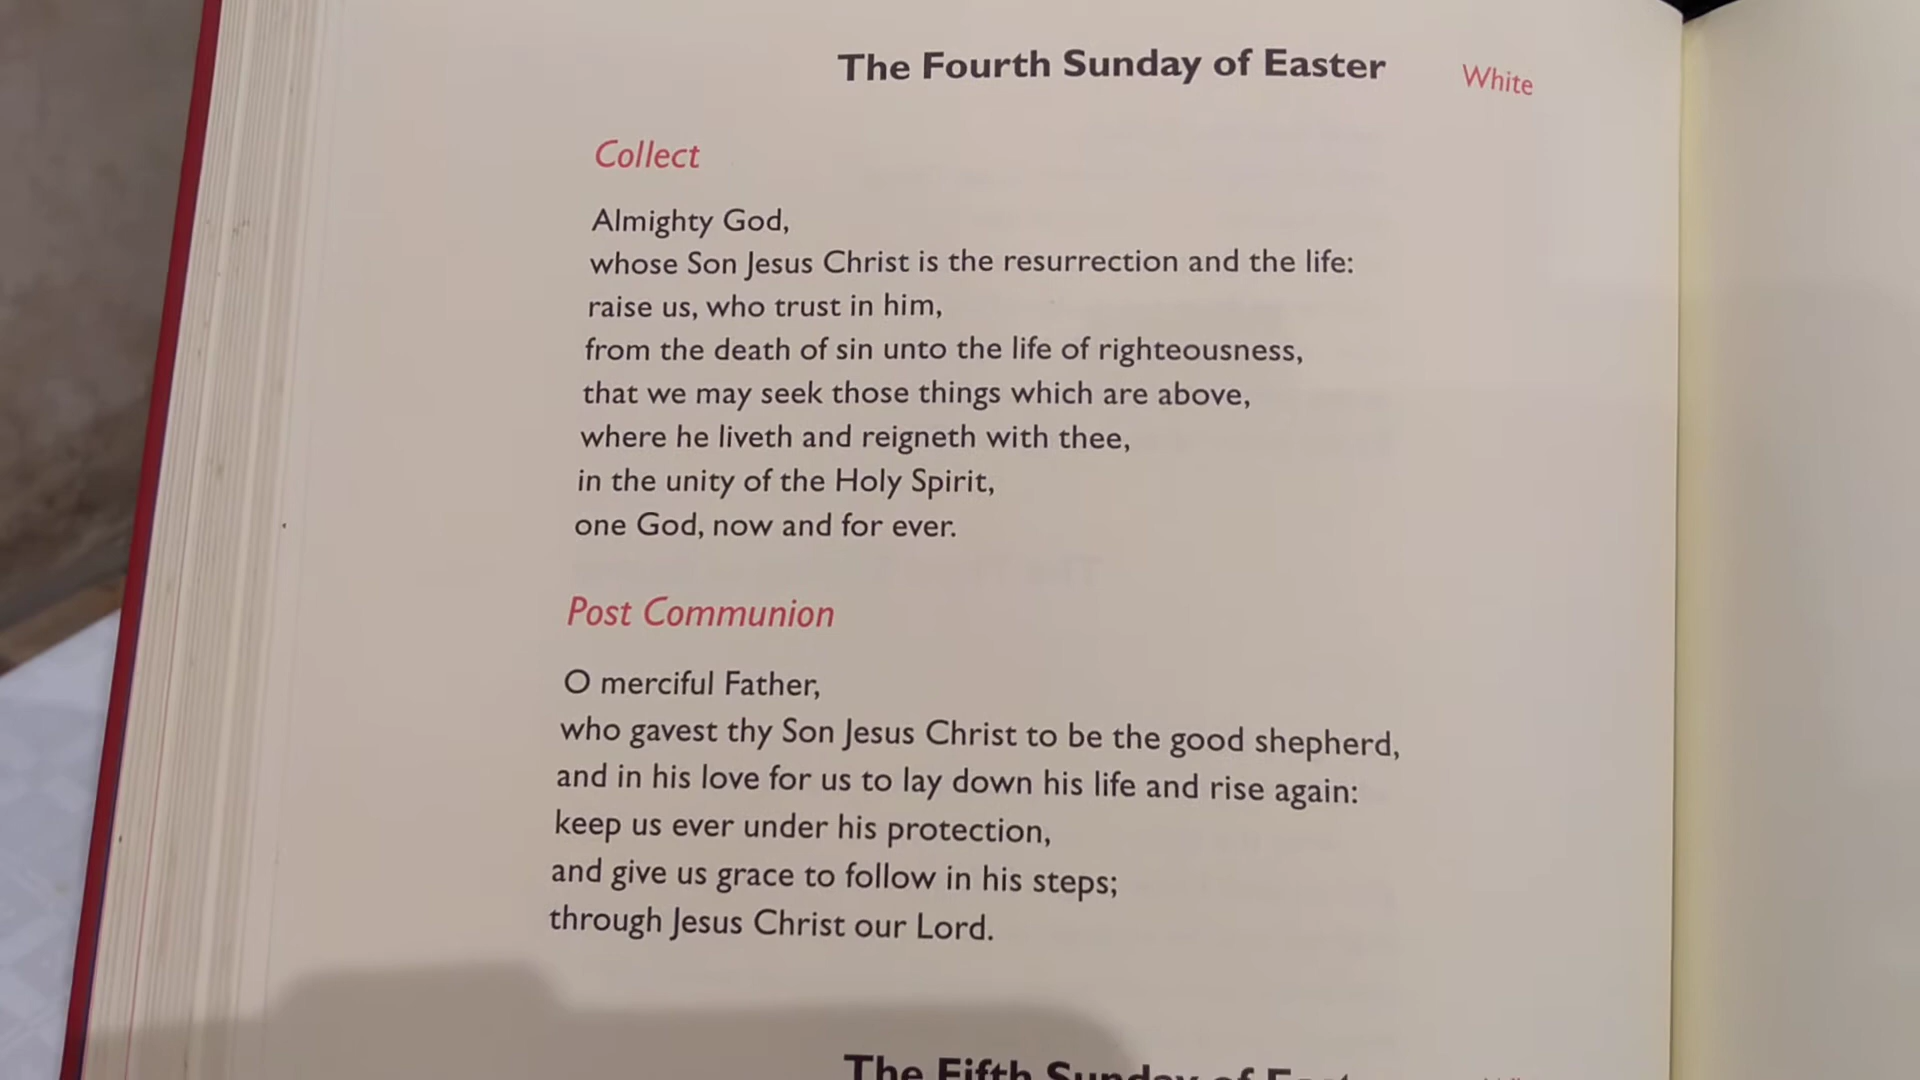 The Fourth Sunday of Easter White
Collect
Almighty God,
whose Son Jesus Christ is the resurrection and the life:
raise us, who trust in him,
from the death of sin unto the life of righteousness,
that we may seek those things which are above,
where he liveth and reigneth with thee,
in the unity of the Holy Spirit,
one God, now and for ever.
Post Communion
O merciful Father,
who gavest thy Son Jesus Christ to be the good shepherd,
and in his love for us to lay down his life and rise again:
keep us ever under his protection,
and give us grace to follow in his steps;
through Jesus Christ our Lord.
The Fifth Sunday of